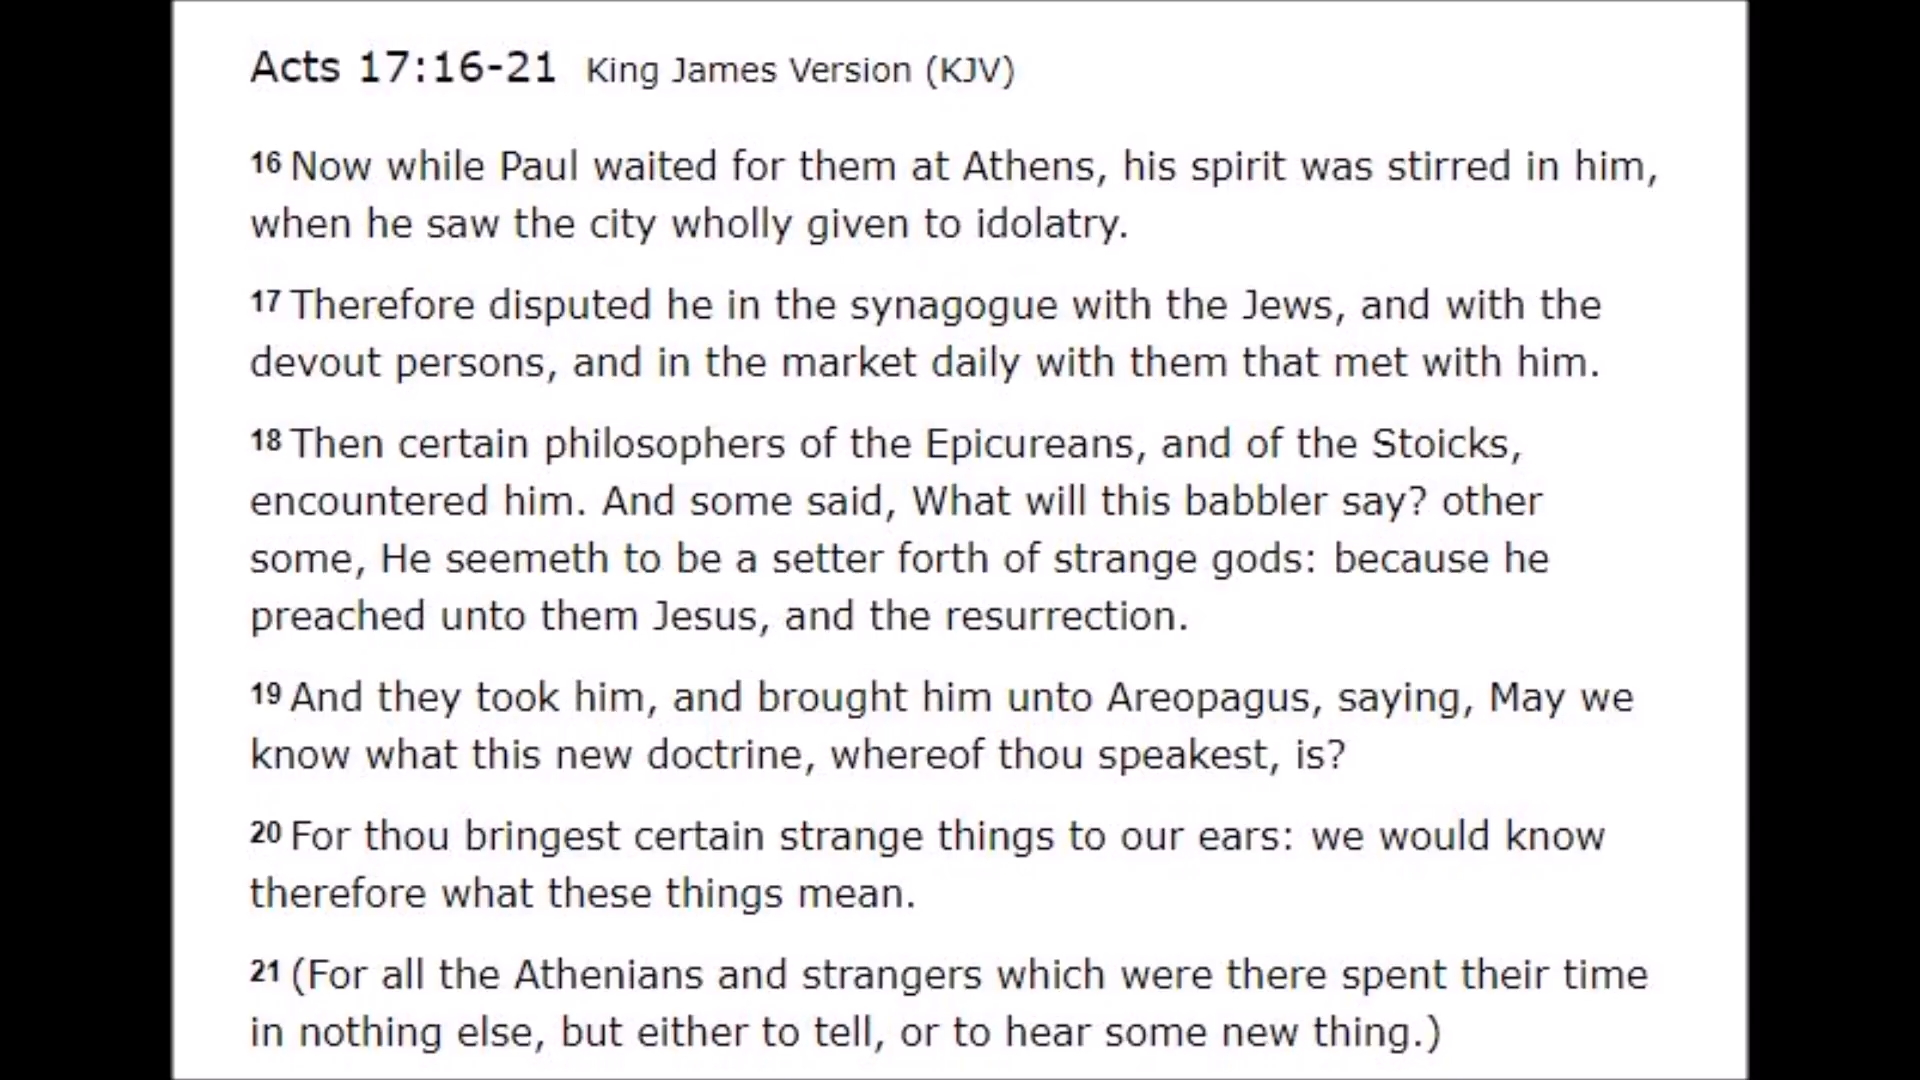 Acts 17:16-21 King James Version (KJV)
16 Now while Paul waited for them at Athens, his spirit was stirred in him,
when he saw the city wholly given to idolatry.
17 Therefore disputed he in the synagogue with the Jews, and with the
devout persons, and in the market daily with them that met with him.
18 Then certain philosophers of the Epicureans, and of the Stoicks,
encountered him. And some said, What will this babbler say? other
some, He seemeth to be a setter forth of strange gods: because he
preached unto them Jesus, and the resurrection.
19 And they took him, and brought him unto Areopagus, saying, May we
know what this new doctrine, whereof thou speakest, is?
20 For thou bringest certain strange things to our ears: we would know
therefore what these things mean.
21 (For all the Athenians and strangers which were there spent their time
in nothing else, but either to tell, or to hear some new thing.)